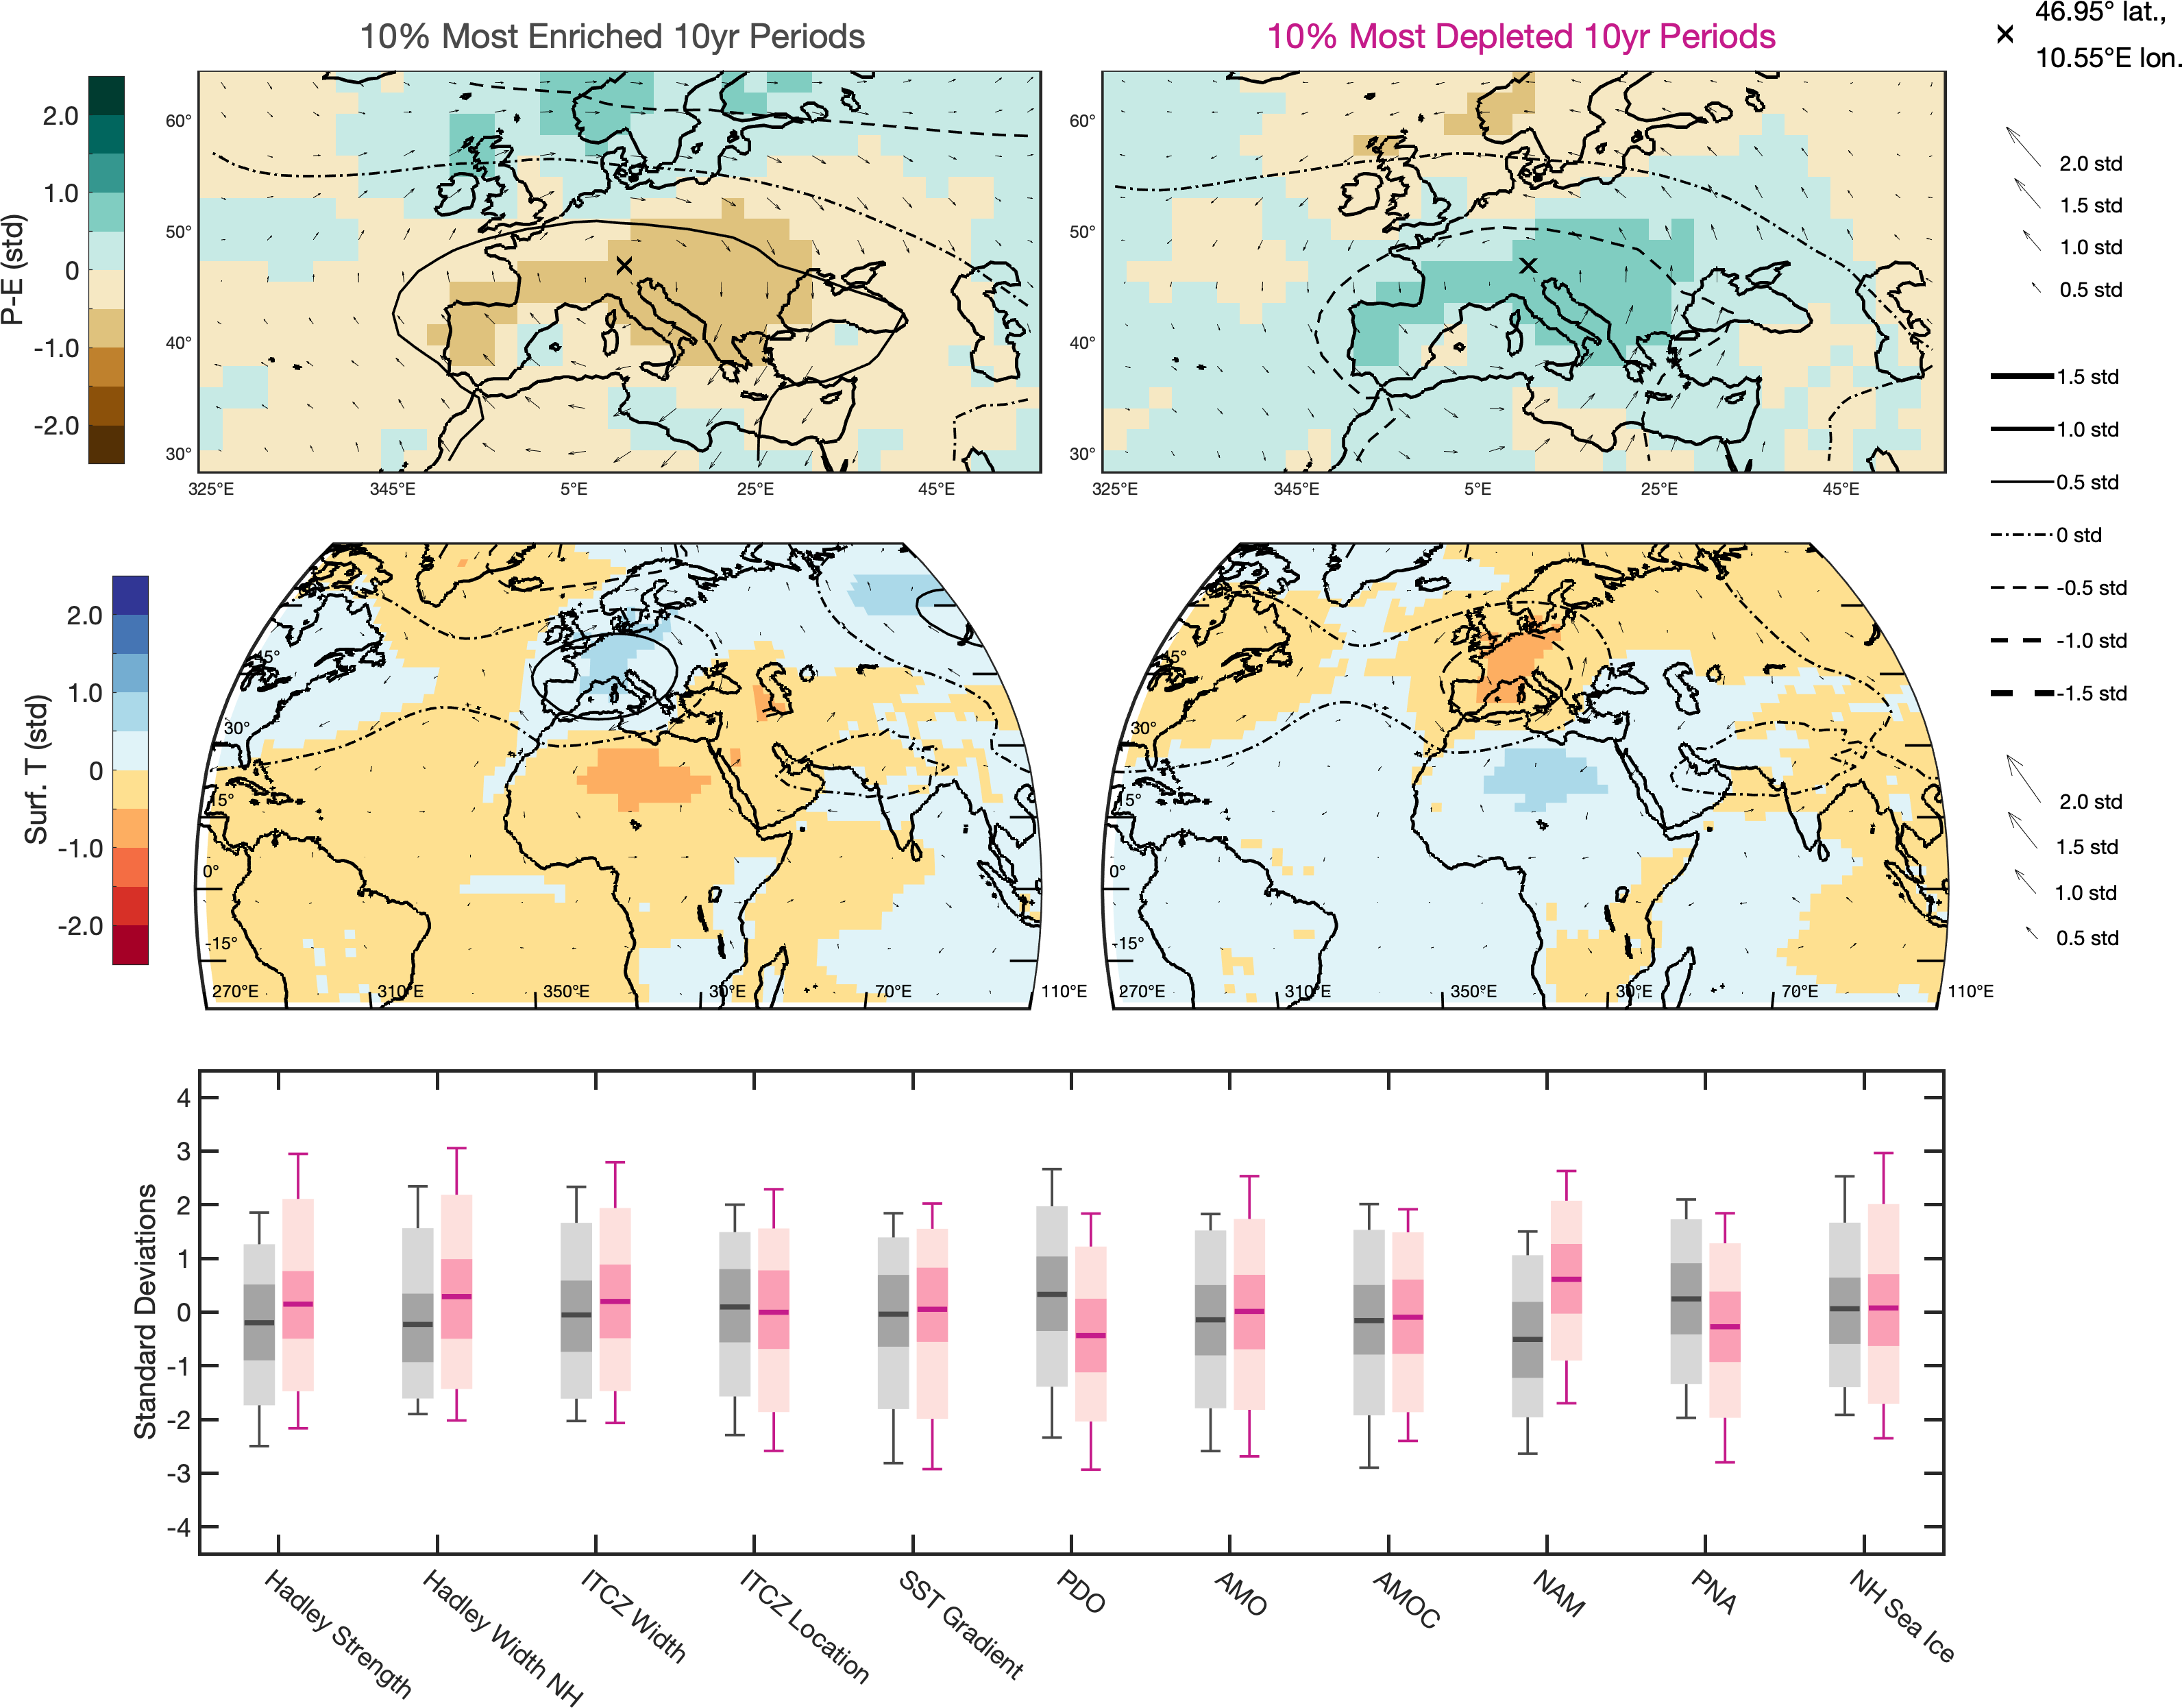 10% Most Enriched 10yr Periods
10% Most Depleted 10yr Periods
46.95° lat.,
10.55°E lon.
P-E (std)
2.0
1.0
0
-1.0
-2.0
60°
50°
40°
30°
325°E
345°E
5°E
25°E
45°E
60°
50°
40°
30°
325°E
345°E
5°E
25°E
45°E
2.0 std
1.5 std
1.0 std
0.5 std
1.5 std
1.0 std
0.5 std
0 std
-0.5 std
-1.0 std
-1.5 std
Surf. T (std)
2.0
1.0
0
-1.0
-2.0
45°
30°
15°
0°
-15°
270°E
310°E
350°E
30°E
70°E
110°E
45°
30°
15°
0°
-15°
270°E
310°E
350°E
30°E
70°E
110°E
2.0 std
1.5 std
1.0 std
0.5 std
Standard Deviations
4
3
2
1
0
-1
-2
-3
-4
Hadley Strength
Hadley Width NH
ITCZ Width
ITCZ Location
SST Gradient
PDO
AMO
AMOC
NAM
PNA
NH Sea Ice